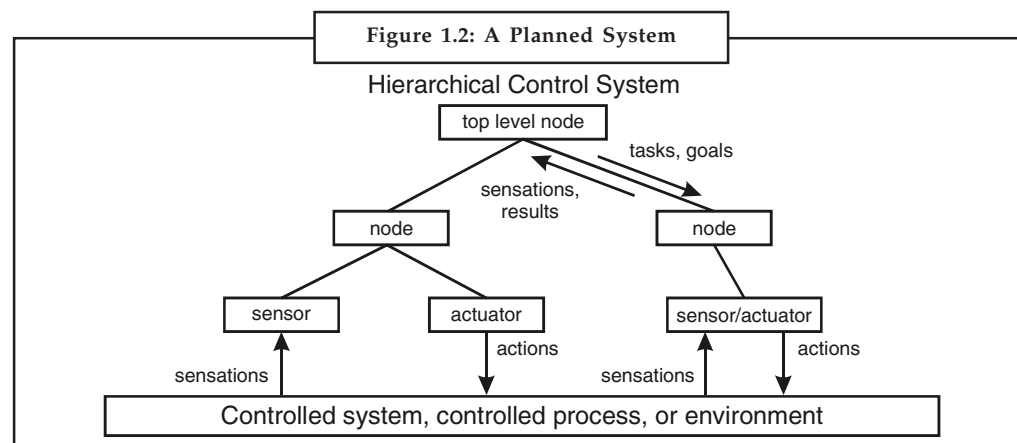 Figure 1.2: A Planned System
Hierarchical Control System
top level node
tasks, goals
sensations,
results
node
node
sensor
actuator
sensor/actuator
sensations
actions
sensations
actions
Controlled system, controlled process, or environment